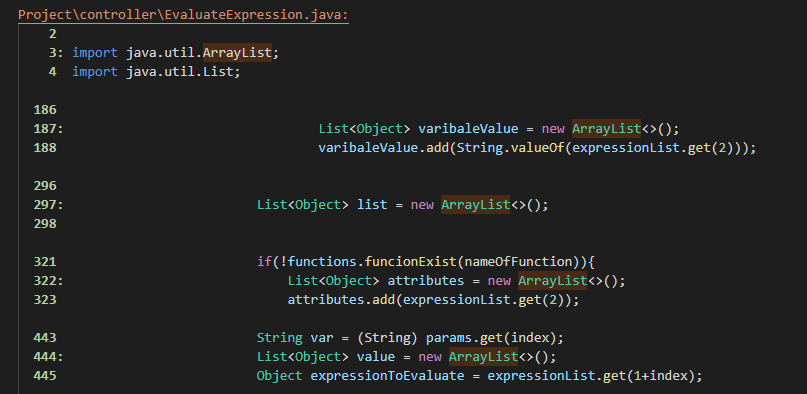 Project\controller\EvaluateExpression.java:
2
3: import java.util.ArrayList;
4 import java.util.List;
186
187: List<Object> varibaleValue = new ArrayList<>();
188 varibaleValue.add(String.valueOf(expressionList.get(2)));
296
297: List<Object> list = new ArrayList<>();
298
321 if(!functions.funcionExist(nameOfFunction)){
322: List<Object> attributes = new ArrayList<>();
323 attributes.add(expressionList.get(2));
443 String var = (String) params.get(index);
444: List<Object> value = new ArrayList<>();
445 Object expressionToEvaluate = expressionList.get(1+index);